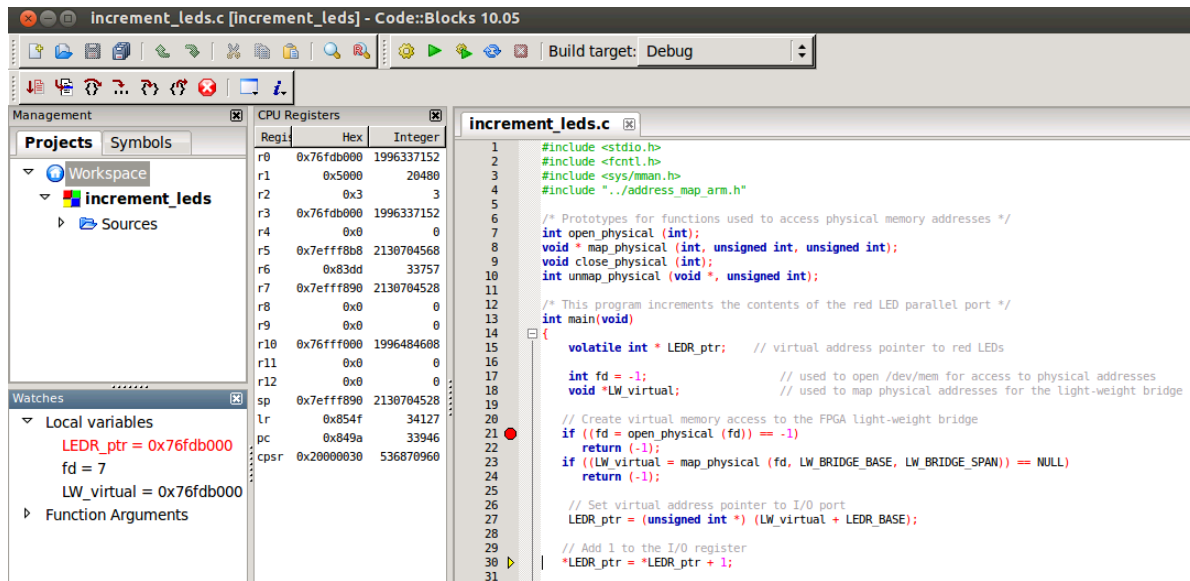 increment_leds.c [increment_leds] - Code::Blocks 10.05
Build target: Debug
Management
Projects Symbols
Workspace
increment_leds
Sources
Watches
Local variables
LEDR_ptr = 0x76fdb000
fd = 7
LW_virtual = 0x76fdb000
Function Arguments
CPU Registers
Regis Hex Integer
r0 0x76fdb000 1996337152
r1 0x5000 20480
r2 0x3 3
r3 0x76fdb000 1996337152
r4 0x0 0
r5 0x7efff8b8 2130704568
r6 0x83dd 33757
r7 0x7efff890 2130704528
r8 0x0 0
r9 0x0 0
r10 0x76fff000 1996484608
r11 0x0 0
r12 0x0 0
sp 0x7efff890 2130704528
lr 0x854f 34127
pc 0x849a 33946
cpsr 0x20000030 536870960
increment_leds.c
1 #include <stdio.h>
2 #include <fcntl.h>
3 #include <sys/mman.h>
4 #include "../address_map_arm.h"
5
6 /* Prototypes for functions used to access physical memory addresses */
7 int open_physical (int);
8 void * map_physical (int, unsigned int, unsigned int);
9 void close_physical (int);
10 int unmap_physical (void *, unsigned int);
11
12 /* This program increments the contents of the red LED parallel port */
13 int main(void)
14 {
15 volatile int * LEDR_ptr; // virtual address pointer to red LEDs
16
17 int fd = -1; // used to open /dev/mem for access to physical addresses
18 void *LW_virtual; // used to map physical addresses for the light-weight bridge
19
20 // Create virtual memory access to the FPGA light-weight bridge
21 if ((fd = open_physical (fd)) == -1)
22 return (-1);
23 if ((LW_virtual = map_physical (fd, LW_BRIDGE_BASE, LW_BRIDGE_SPAN)) == NULL)
24 return (-1);
25
26 // Set virtual address pointer to I/O port
27 LEDR_ptr = (unsigned int *) (LW_virtual + LEDR_BASE);
28
29 // Add 1 to the I/O register
30 *LEDR_ptr = *LEDR_ptr + 1;
31